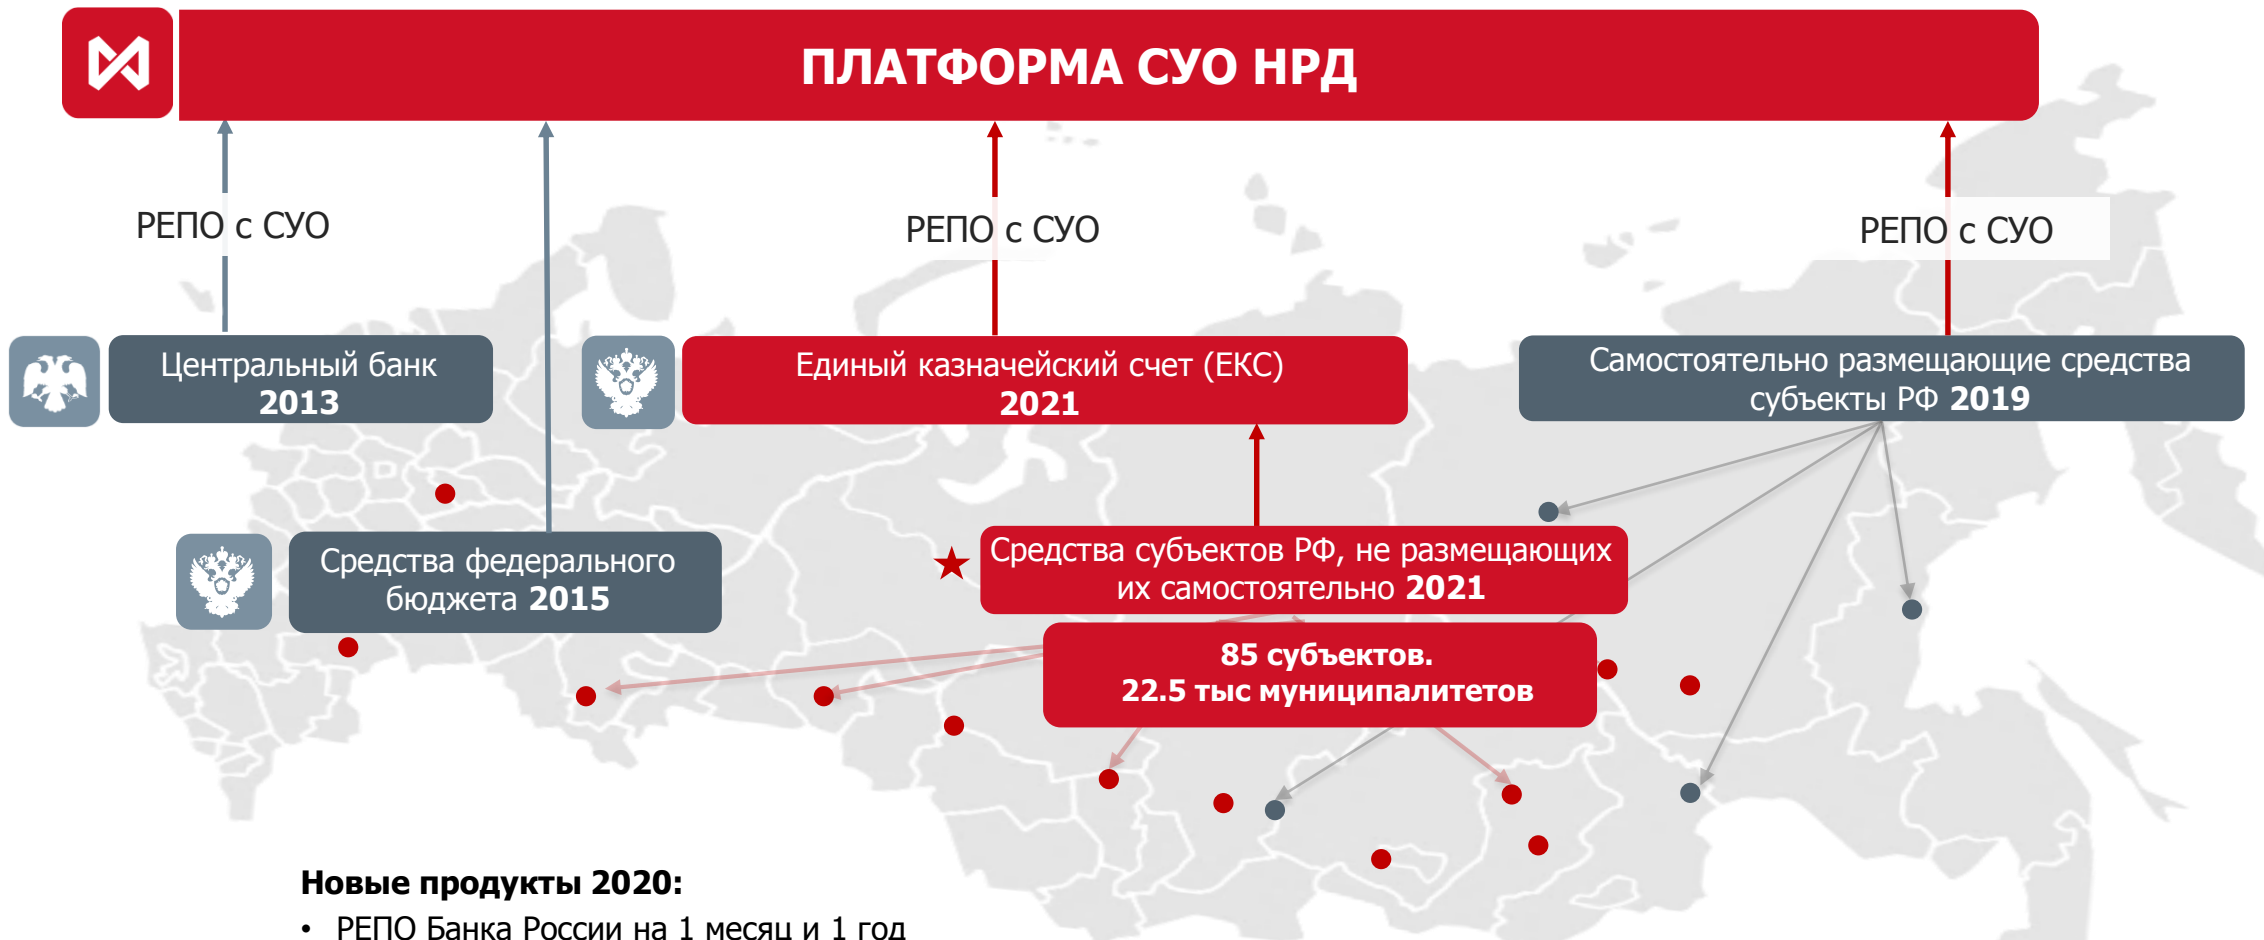 ПЛАТФОРМА СУО НРД
РЕПО с СУО
РЕПО с СУО
РЕПО с СУО
Центральный банк
2013
Единый казначейский счет (ЕКС)
2021
Самостоятельно размещающие средства
субъекты РФ 2019
Средства федерального
бюджета 2015
Средства субъектов РФ, не размещающих
их самостоятельно 2021
85 субъектов.
22.5 тыс муниципалитетов
Новые продукты 2020:
• РЕПО Банка России на 1 месяц и 1 год